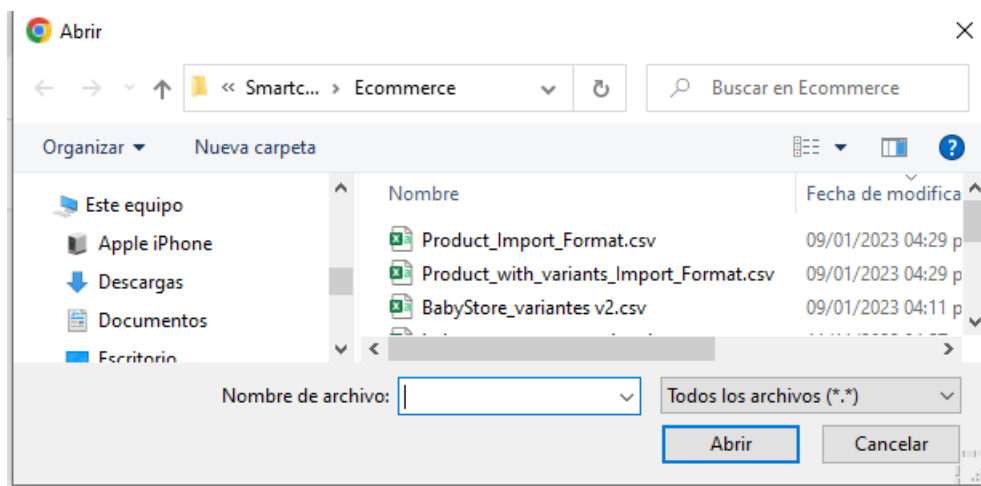 Abrir
« Smartc... › Ecommerce
Buscar en Ecommerce
Organizar
Nueva carpeta
Nombre
Fecha de modifica
Este equipo
Apple iPhone
Descargas
Documentos
Escritorio
Product_Import_Format.csv 09/01/2023 04:29 p
Product_with_variants_Import_Format.csv 09/01/2023 04:29 p
BabyStore_variantes v2.csv 09/01/2023 04:11 p
Nombre de archivo:
Todos los archivos (*.*)
Abrir
Cancelar